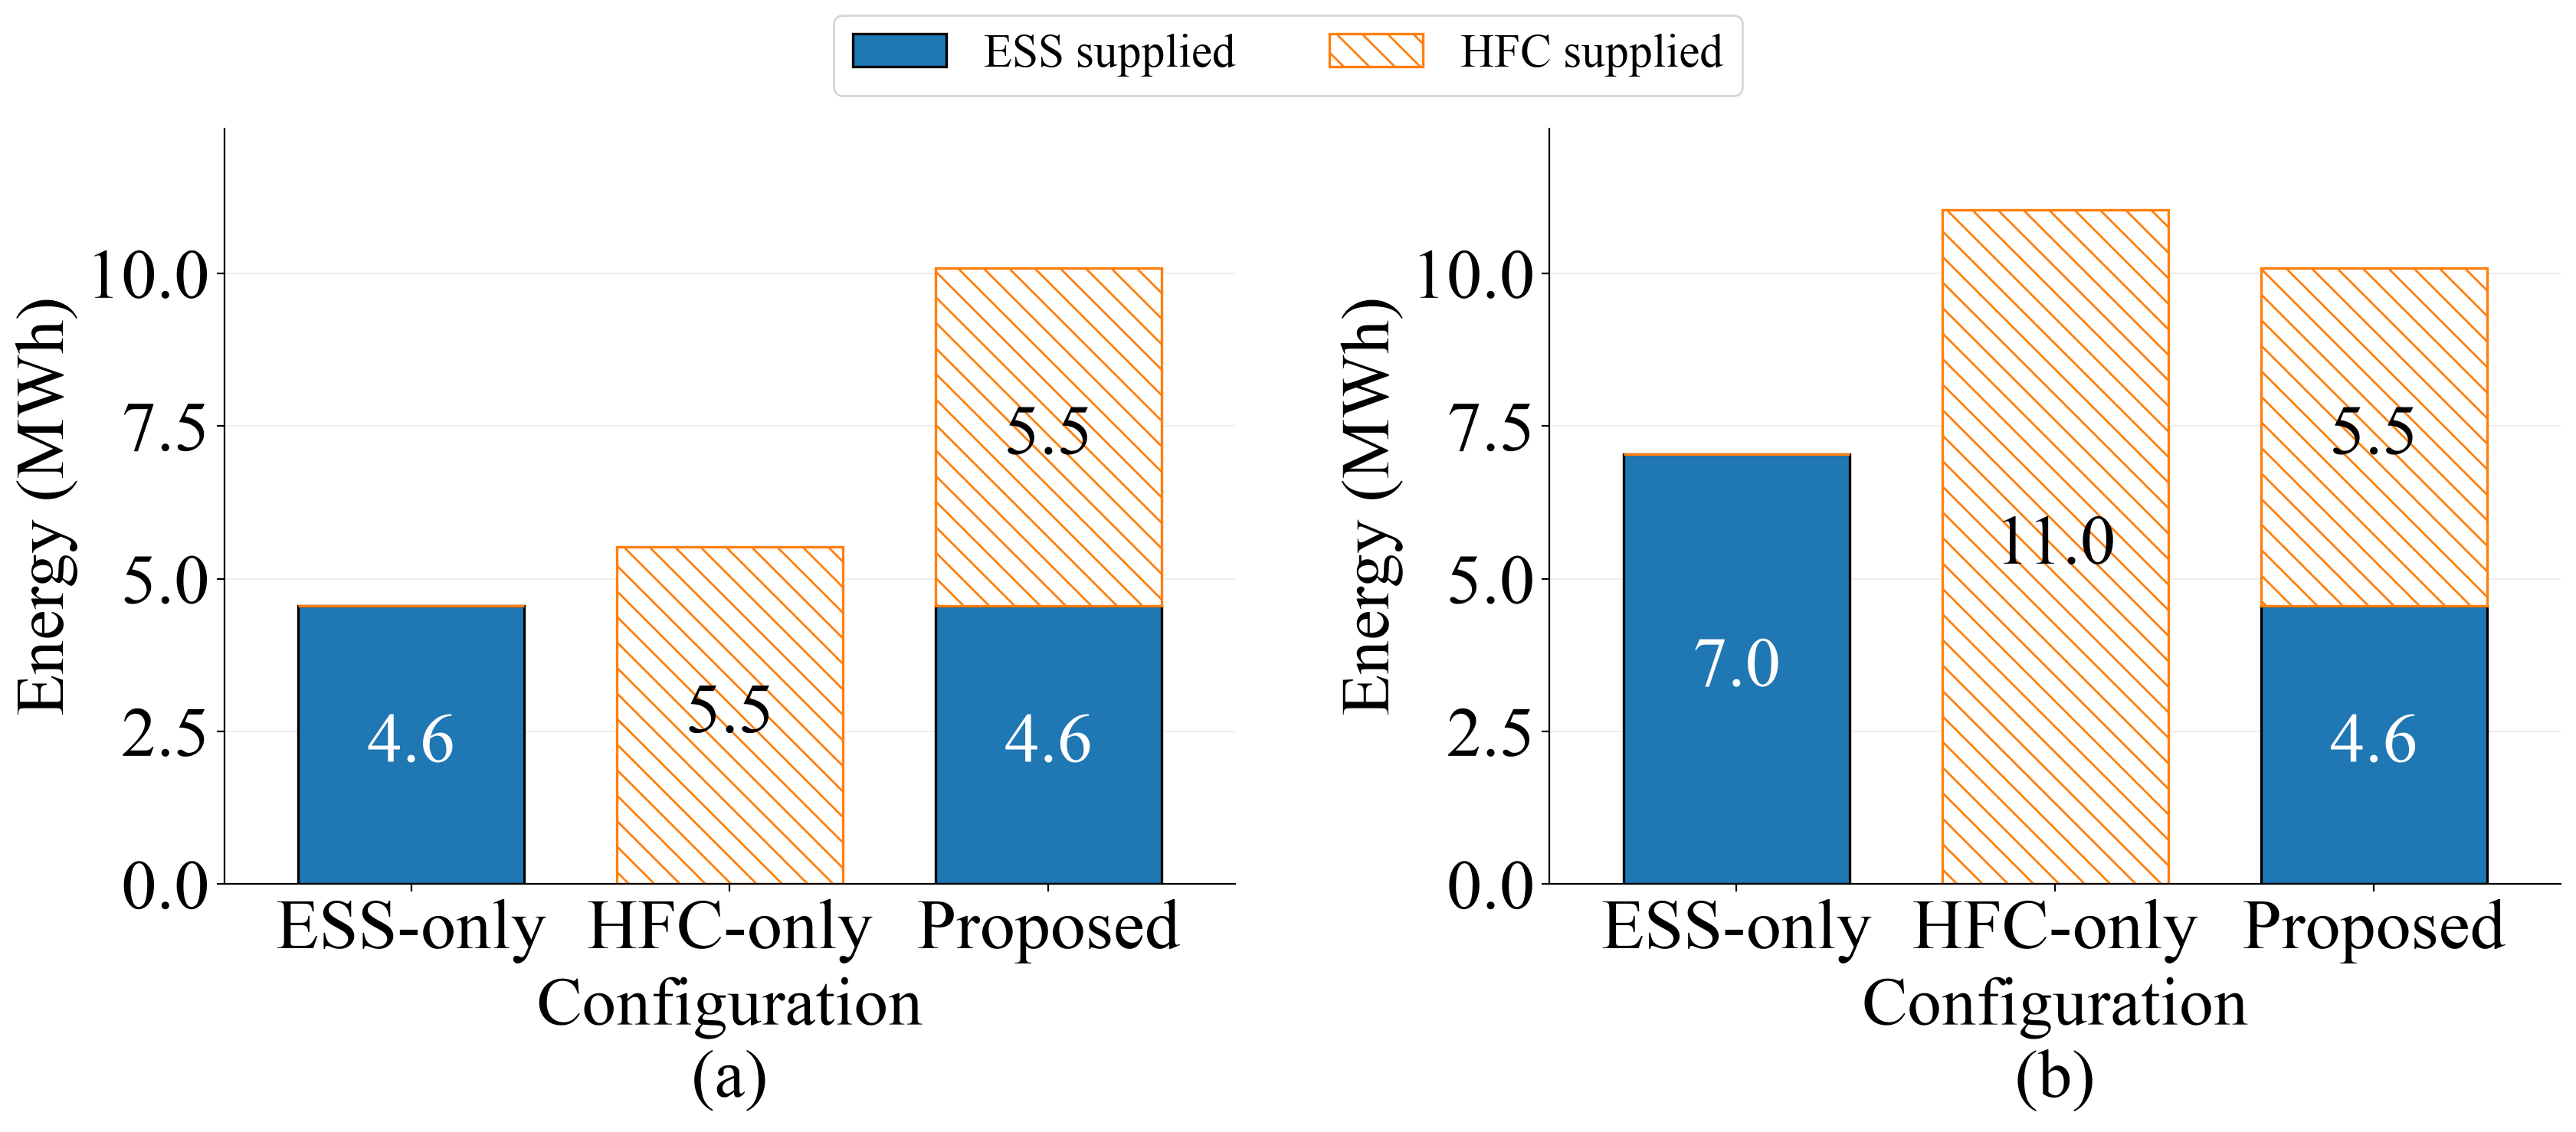 ESS supplied HFC supplied
Energy (MWh)
10.0
7.5
5.0
2.5
0.0
4.6
5.5
5.5
4.6
ESS-only HFC-only Proposed
Configuration
(a)
Energy (MWh)
10.0
7.5
5.0
2.5
0.0
7.0
11.0
5.5
4.6
ESS-only HFC-only Proposed
Configuration
(b)